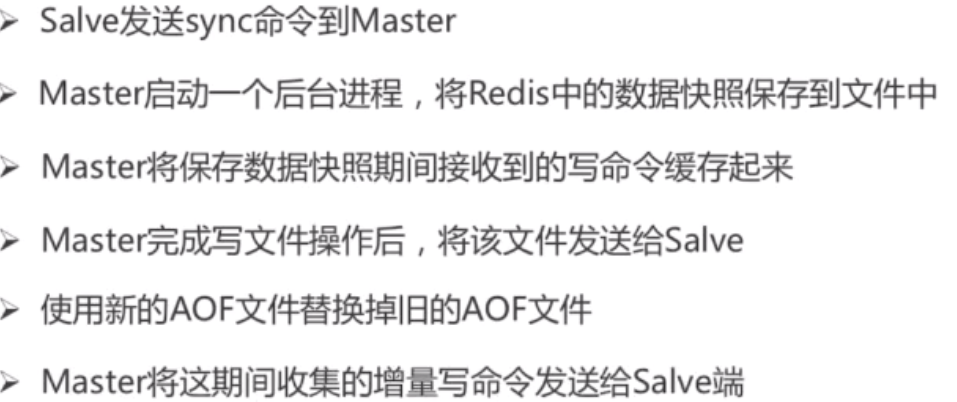 Salve发送sync命令到Master
Master启动一个后台进程，将Redis中的数据快照保存到文件中
Master将保存数据快照期间接收到的写命令缓存起来
Master完成写文件操作后，将该文件发送给Salve
使用新的AOF文件替换掉旧的AOF文件
Master将这期间收集的增量写命令发送给Salve端